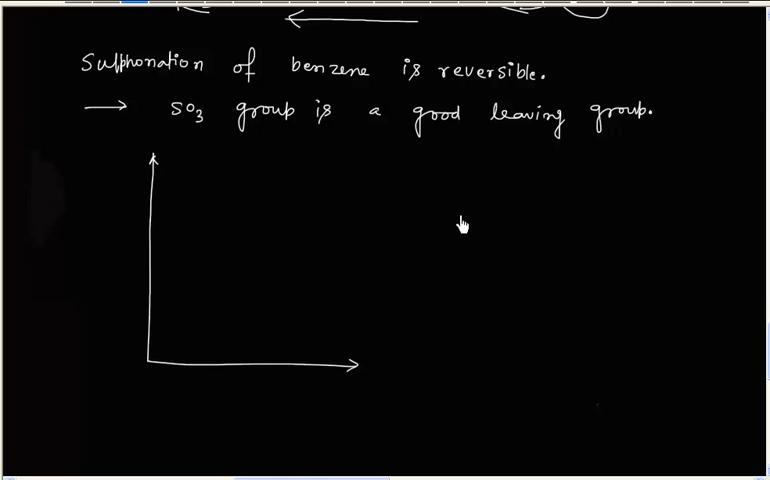 Sulphonation of benzene is reversible.
→ SO3 group is a good leaving group.